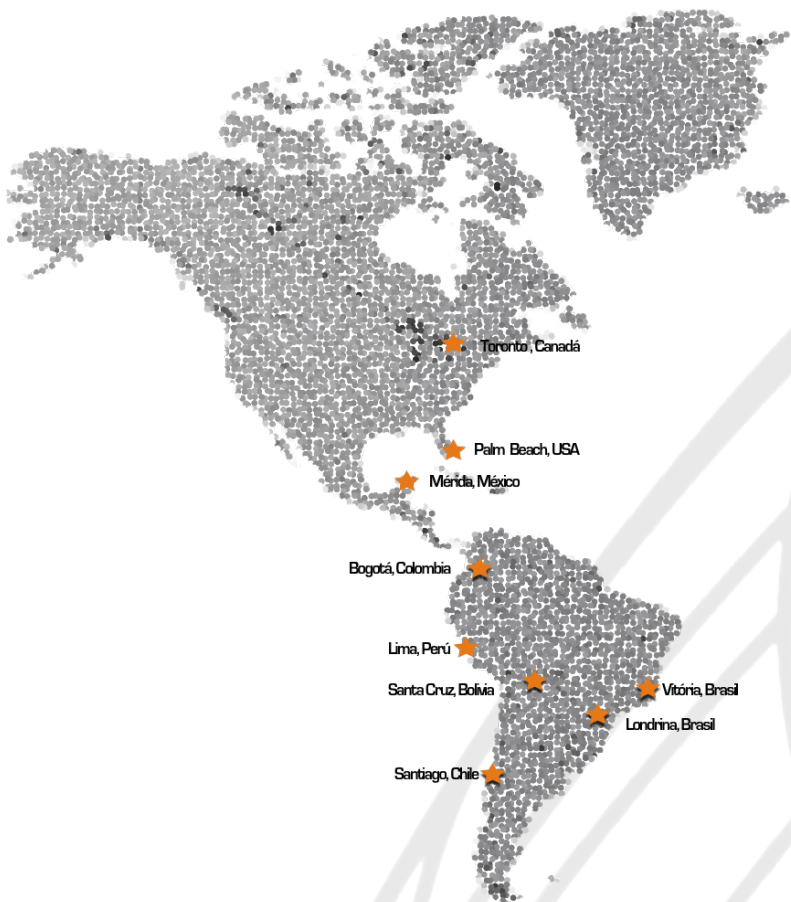 Toronto, Canadá
Palm Beach, USA
Mérida, México
Bogotá, Colombia
Lima, Perú
Santa Cruz, Bolivia
Vitória, Brasil
Londrina, Brasil
Santiago, Chile